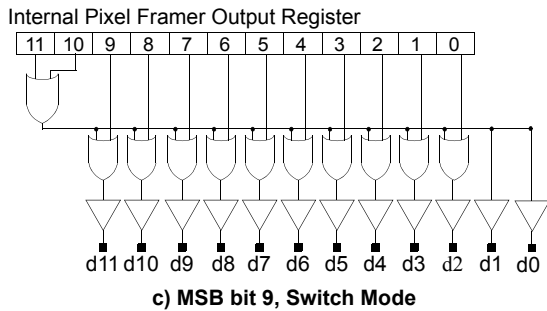 Internal Pixel Framer Output Register
11 10 9 8 7 6 5 4 3 2 1 0
d11 d10 d9 d8 d7 d6 d5 d4 d3 d2 d1 d0
c) MSB bit 9, Switch Mode